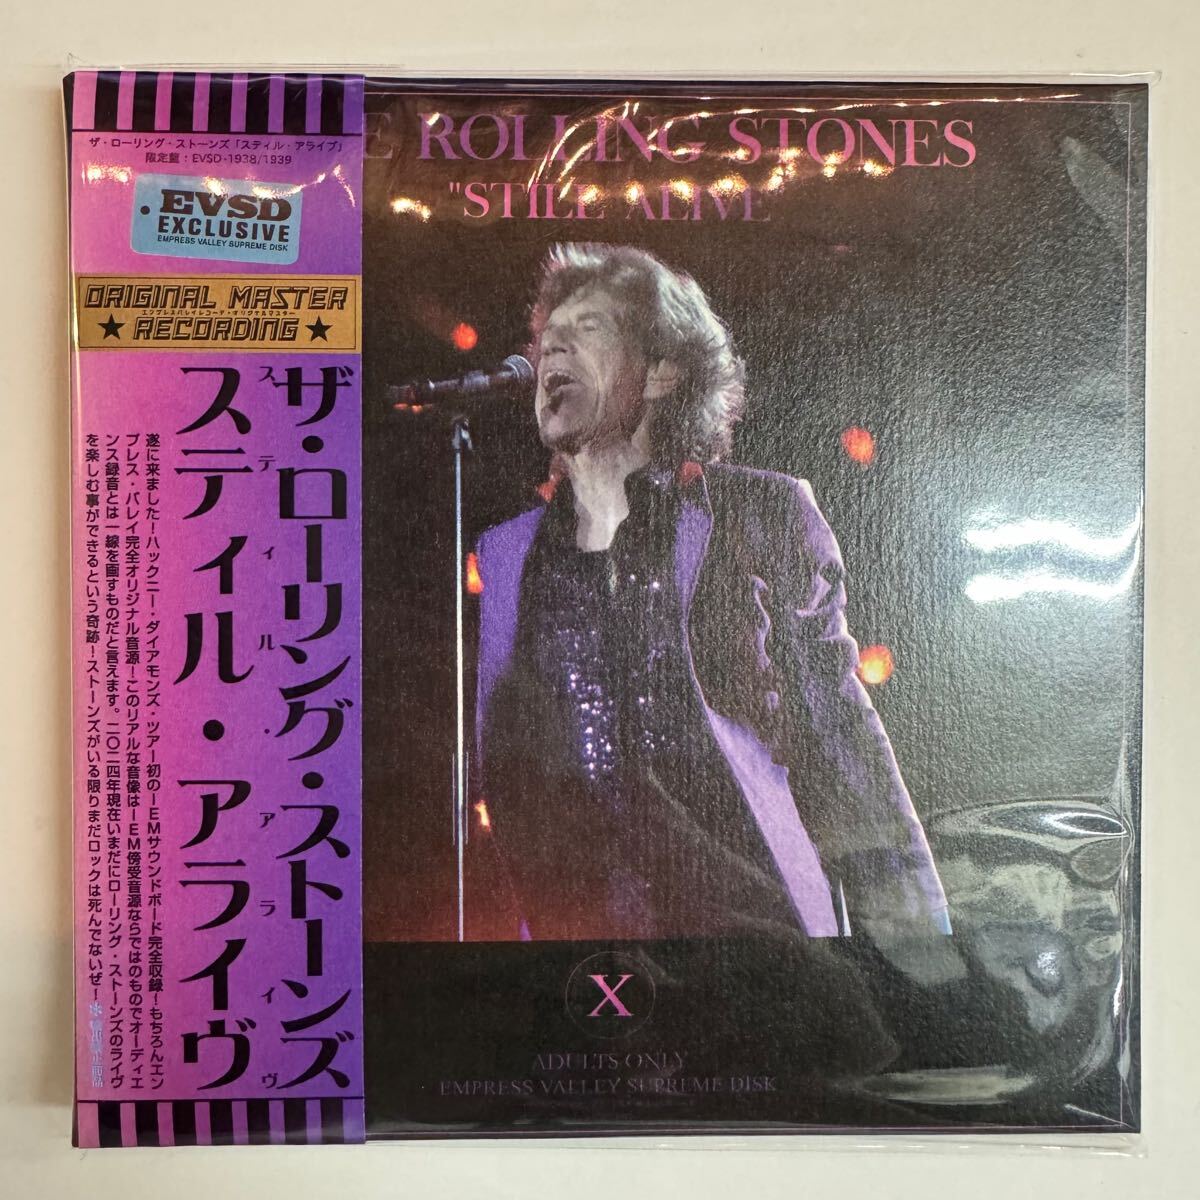 ザ・ローリング・ストーンズ「スティル・アライブ」
限定盤：EVSD-1938/1939
EVSD
EXCLUSIVE
EMPRESS VALLEY SUPREME DISK
ORIGINAL MASTER
エンプレスバレイレコード・オリジナルマスター
★ RECORDING ★
ザ・ローリング・ストーンズ
スティル・アライヴ
スティル・アライヴ
遂に来ました！ハックニー・ダイアモンズ・ツアー初のIEMサウンドボード完全収録！もちろんエン
プレス・バレイ完全オリジナル音源！このリアルな音像はIEM傍受音源ならではのものでオーディエ
ンス録音とは一線を画すものだと言えます。二〇二四年現在いまだにローリング・ストーンズのライヴ
を楽しむ事ができるという奇跡！ストーンズがいる限りまだロックは死んでないぜ！
E ROLLING STONES
"STILL ALIVE"
X
ADULTS ONLY
EMPRESS VALLEY SUPREME DISK